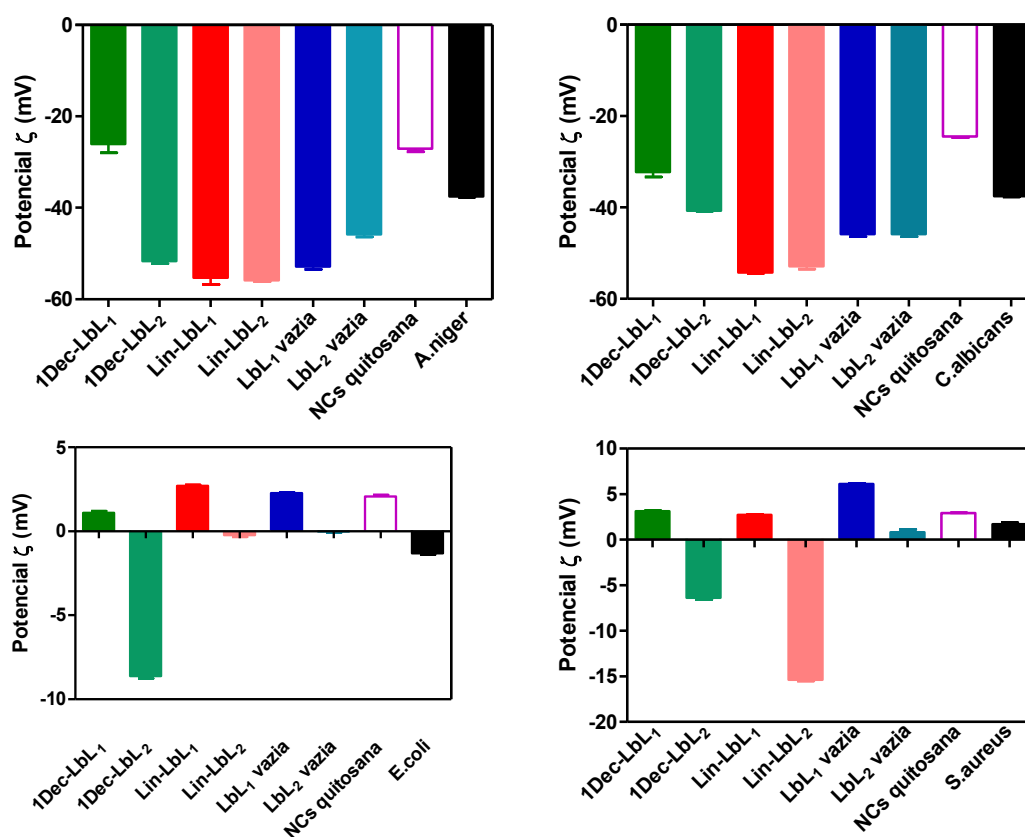 Potencial ζ (mV)
0
-20
-40
-60
1Dec-LbL₁
1Dec-LbL₂
Lin-LbL₁
Lin-LbL₂
LbL₁ vazia
LbL₂ vazia
NCs quitosana
A.niger
Potencial ζ (mV)
0
-20
-40
-60
1Dec-LbL₁
1Dec-LbL₂
Lin-LbL₁
Lin-LbL₂
LbL₁ vazia
LbL₂ vazia
NCs quitosana
C.albicans
Potencial ζ (mV)
5
0
-5
-10
1Dec-LbL₁
1Dec-LbL₂
Lin-LbL₁
Lin-LbL₂
LbL₁ vazia
LbL₂ vazia
NCs quitosana
E.coli
Potencial ζ (mV)
10
5
0
-5
-10
-15
-20
1Dec-LbL₁
1Dec-LbL₂
Lin-LbL₁
Lin-LbL₂
LbL₁ vazia
LbL₂ vazia
NCs quitosana
S.aureus